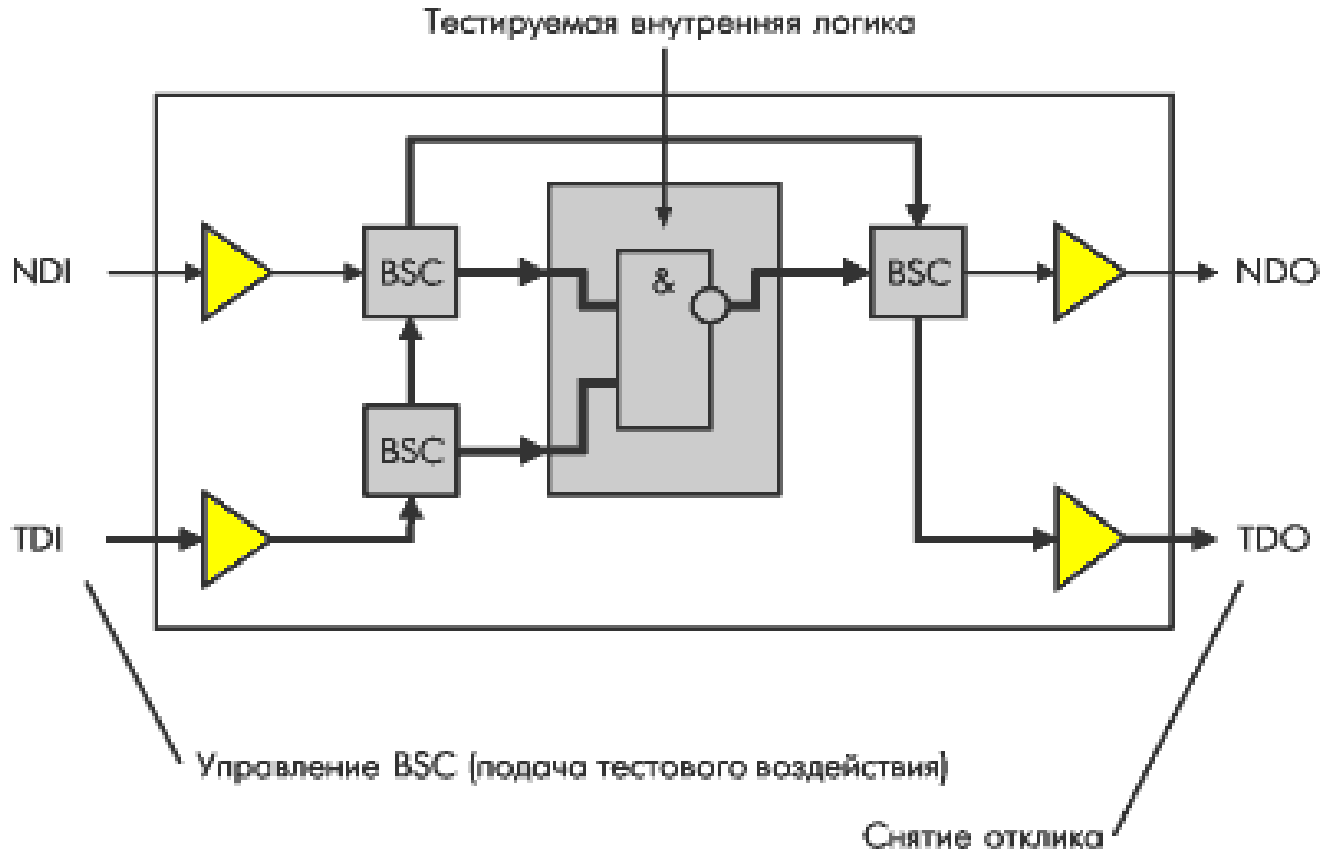 Тестируемая внутренняя логика
NDI
BSC
&
BSC
NDO
BSC
TDI
TDO
Управление BSC (подача тестового воздействия)
Снятие отклика